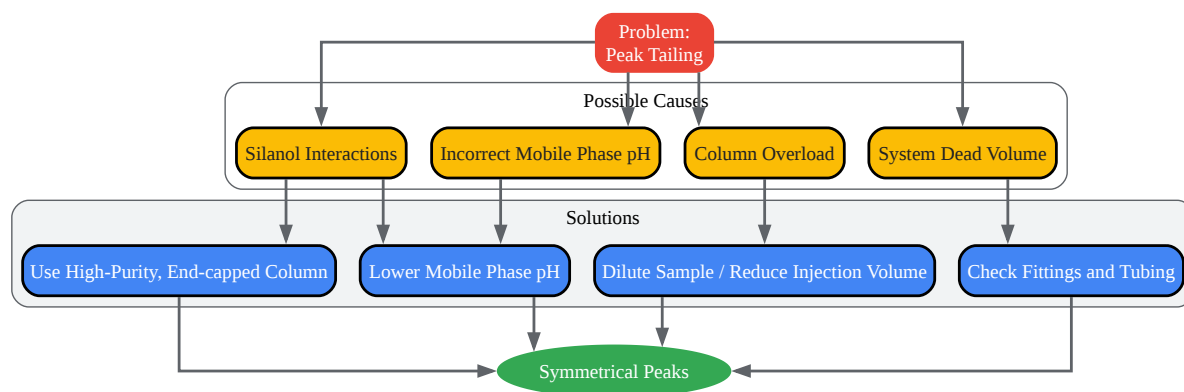 Problem:
Peak Tailing
Possible Causes
Silanol Interactions
Incorrect Mobile Phase pH
Column Overload
System Dead Volume
Solutions
Use High-Purity, End-capped Column
Lower Mobile Phase pH
Dilute Sample / Reduce Injection Volume
Check Fittings and Tubing
Symmetrical Peaks